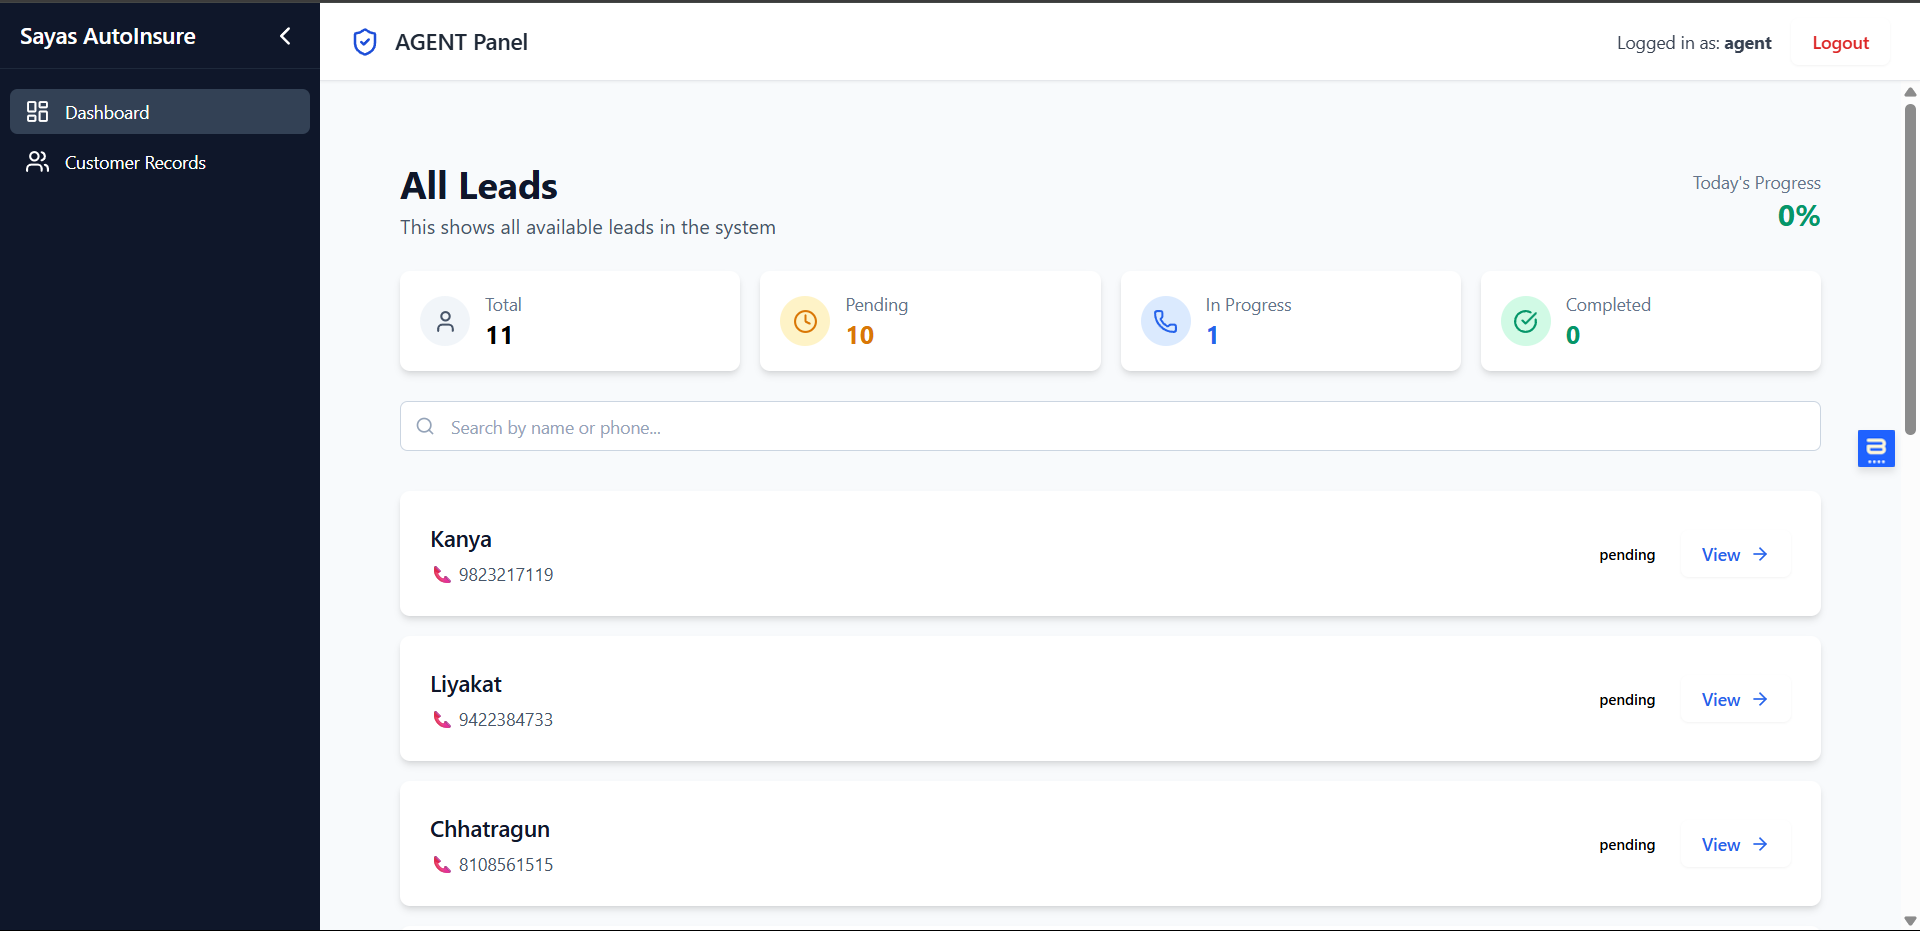 Sayas AutoInsure
AGENT Panel
Logged in as: agent
Logout
Dashboard
Customer Records
All Leads
This shows all available leads in the system
Today's Progress
0%
Total
11
Pending
10
In Progress
1
Completed
0
Search by name or phone...
Kanya
9823217119
pending
View
Liyakat
9422384733
pending
View
Chhatragun
8108561515
pending
View